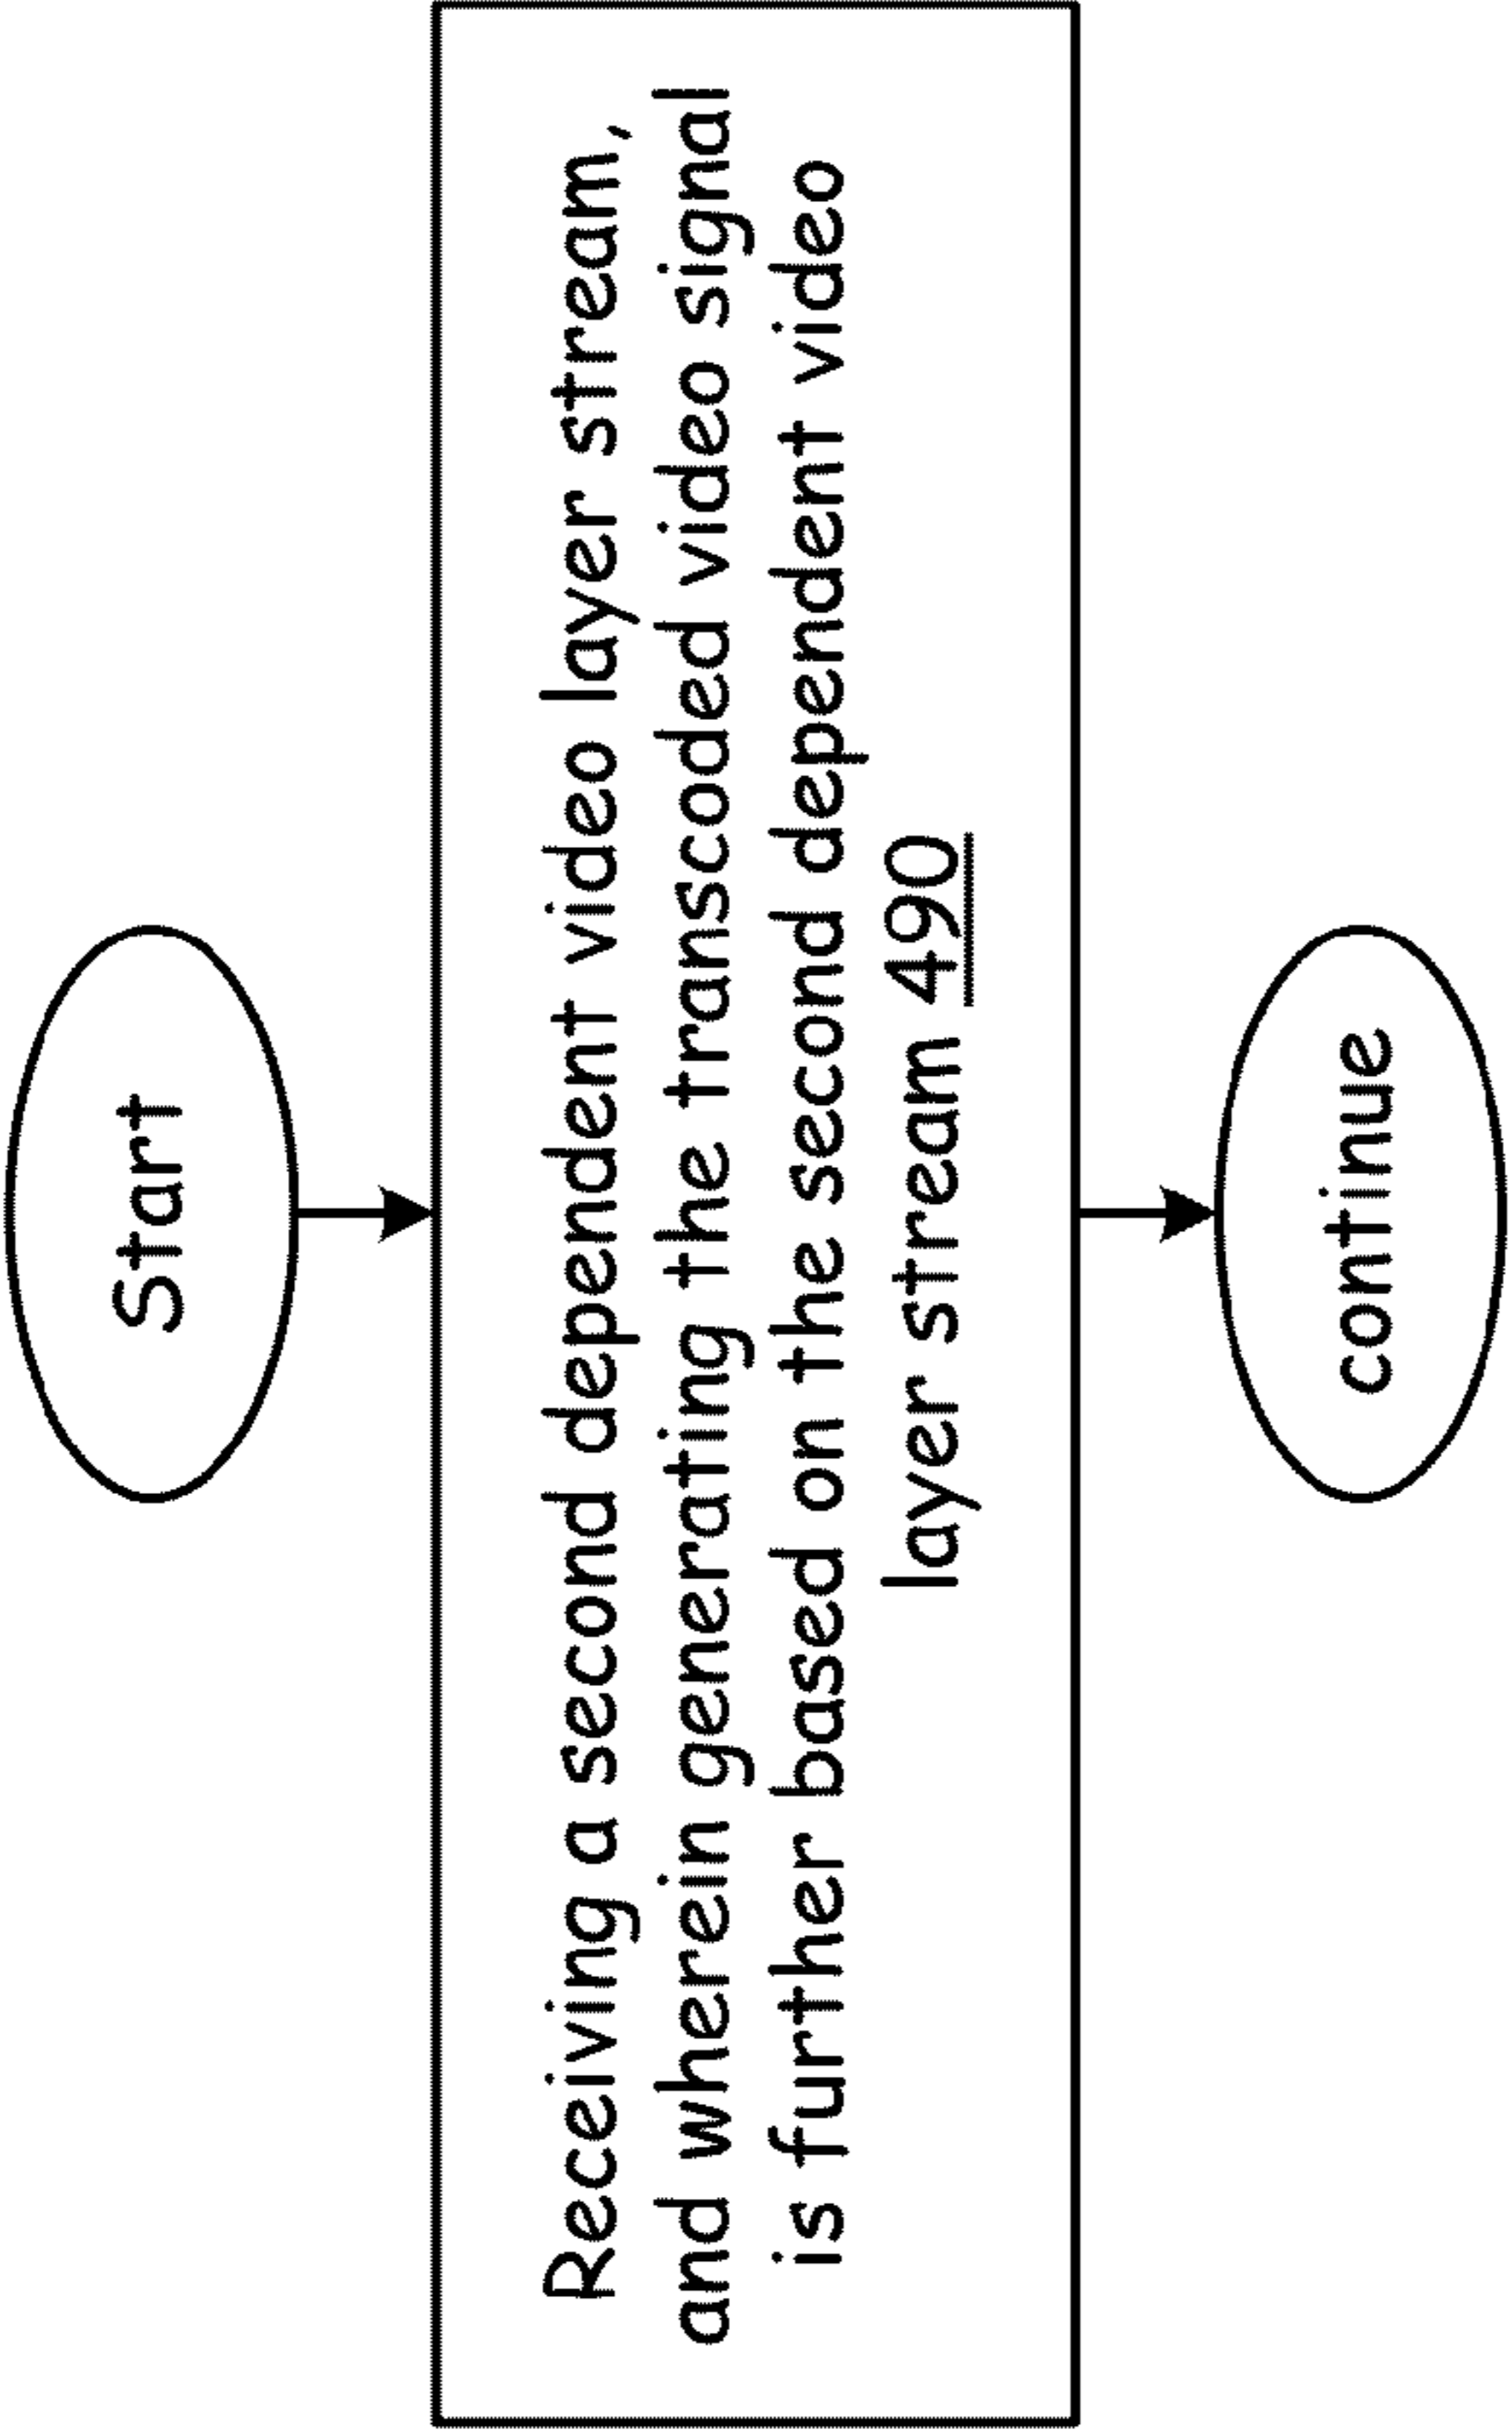 Start
Receiving a second dependent video layer stream,
and wherein generating the transcoded video signal
is further based on the second dependent video
layer stream 490
continue